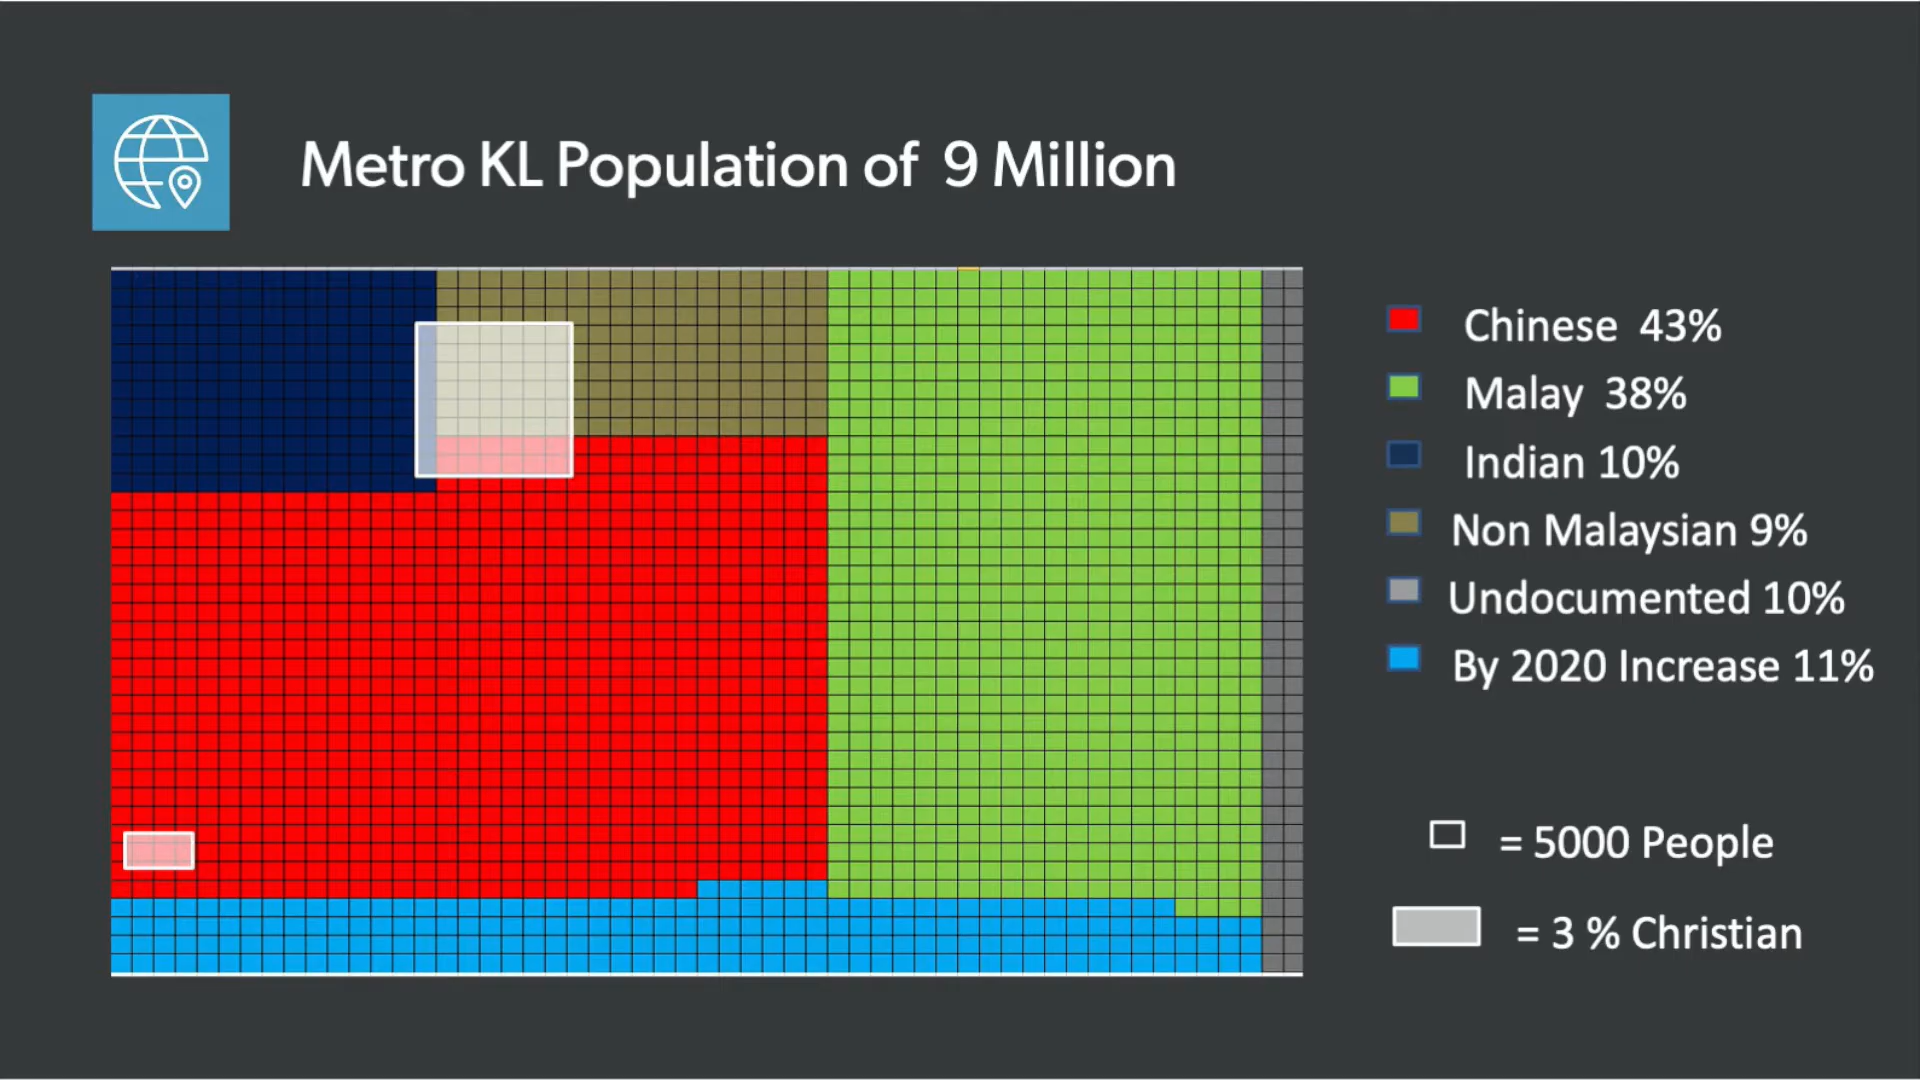 Metro KL Population of 9 Million
Chinese 43%
Malay 38%
Indian 10%
Non Malaysian 9%
Undocumented 10%
By 2020 Increase 11%
= 5000 People
= 3 % Christian